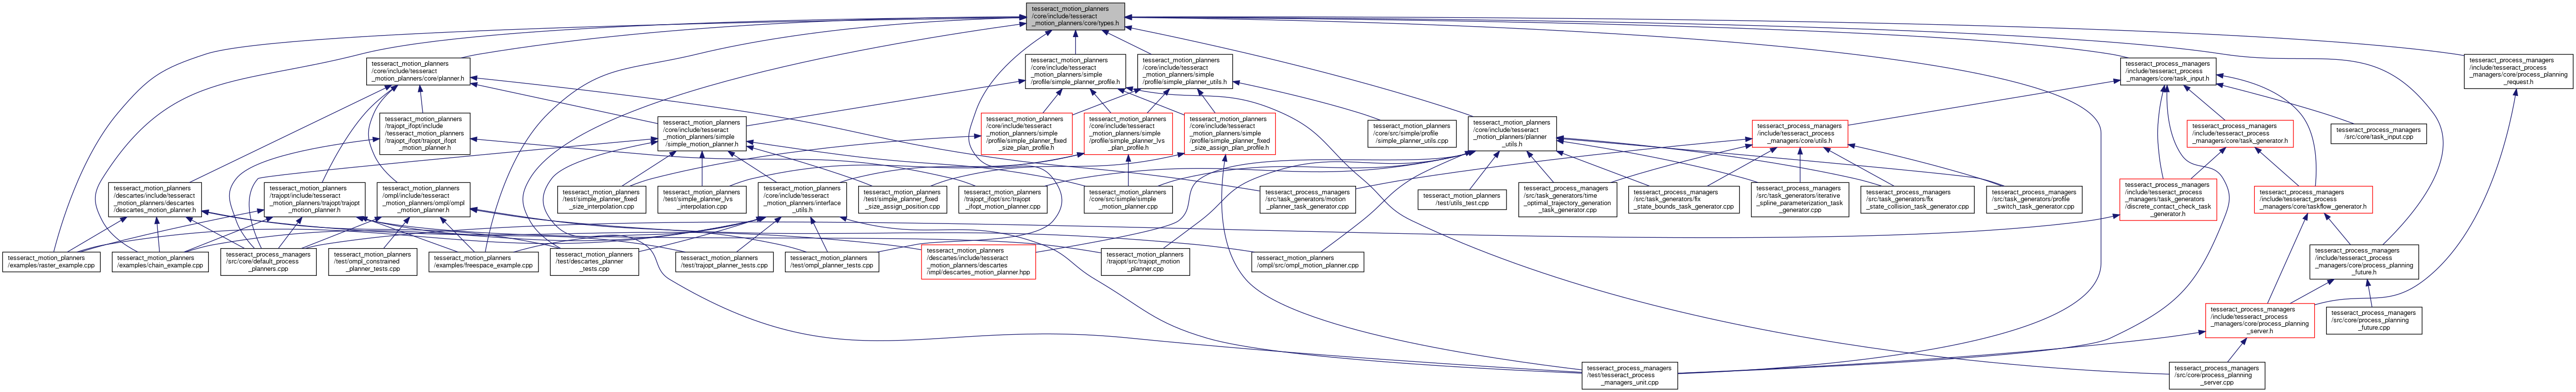 tesseract_motion_planners
/core/include/tesseract
_motion_planners/core/types.h
tesseract_motion_planners
/core/include/tesseract
_motion_planners/core/planner.h
tesseract_motion_planners
/core/include/tesseract
_motion_planners/simple
/profile/simple_planner_profile.h
tesseract_motion_planners
/core/include/tesseract
_motion_planners/simple
/profile/simple_planner_utils.h
tesseract_process_managers
/include/tesseract_process
_managers/core/task_input.h
tesseract_process_managers
/include/tesseract_process
_managers/core/process_planning
_request.h
tesseract_motion_planners
/trajopt_ifopt/include
/tesseract_motion_planners
/trajopt_ifopt/trajopt_ifopt
_motion_planner.h
tesseract_motion_planners
/core/include/tesseract
_motion_planners/simple
/simple_motion_planner.h
tesseract_motion_planners
/core/include/tesseract
_motion_planners/simple
/profile/simple_planner_fixed
_size_plan_profile.h
tesseract_motion_planners
/core/include/tesseract
_motion_planners/simple
/profile/simple_planner_lvs
_plan_profile.h
tesseract_motion_planners
/core/include/tesseract
_motion_planners/simple
/profile/simple_planner_fixed
_size_assign_plan_profile.h
tesseract_motion_planners
/core/src/simple/profile
/simple_planner_utils.cpp
tesseract_motion_planners
/core/include/tesseract
_motion_planners/planner
_utils.h
tesseract_process_managers
/include/tesseract_process
_managers/core/utils.h
tesseract_process_managers
/include/tesseract_process
_managers/core/task_generator.h
tesseract_process_managers
/src/core/task_input.cpp
tesseract_motion_planners
/descartes/include/tesseract
_motion_planners/descartes
/descartes_motion_planner.h
tesseract_motion_planners
/trajopt/include/tesseract
_motion_planners/trajopt/trajopt
_motion_planner.h
tesseract_motion_planners
/ompl/include/tesseract
_motion_planners/ompl/ompl
_motion_planner.h
tesseract_motion_planners
/test/simple_planner_fixed
_size_interpolation.cpp
tesseract_motion_planners
/test/simple_planner_lvs
_interpolation.cpp
tesseract_motion_planners
/core/include/tesseract
_motion_planners/interface
_utils.h
tesseract_motion_planners
/test/simple_planner_fixed
_size_assign_position.cpp
tesseract_motion_planners
/trajopt_ifopt/src/trajopt
_ifopt_motion_planner.cpp
tesseract_motion_planners
/core/src/simple/simple
_motion_planner.cpp
tesseract_process_managers
/src/task_generators/motion
_planner_task_generator.cpp
tesseract_motion_planners
/test/utils_test.cpp
tesseract_process_managers
/src/task_generators/time
_optimal_trajectory_generation
_task_generator.cpp
tesseract_process_managers
/src/task_generators/fix
_state_bounds_task_generator.cpp
tesseract_process_managers
/src/task_generators/iterative
_spline_parameterization_task
_generator.cpp
tesseract_process_managers
/src/task_generators/fix
_state_collision_task_generator.cpp
tesseract_process_managers
/src/task_generators/profile
_switch_task_generator.cpp
tesseract_process_managers
/include/tesseract_process
_managers/task_generators
/discrete_contact_check_task
_generator.h
tesseract_process_managers
/include/tesseract_process
_managers/core/taskflow_generator.h
tesseract_motion_planners
/examples/raster_example.cpp
tesseract_motion_planners
/examples/chain_example.cpp
tesseract_process_managers
/src/core/default_process
_planners.cpp
tesseract_motion_planners
/test/ompl_constrained
_planner_tests.cpp
tesseract_motion_planners
/examples/freespace_example.cpp
tesseract_motion_planners
/test/descartes_planner
_tests.cpp
tesseract_motion_planners
/test/trajopt_planner_tests.cpp
tesseract_motion_planners
/test/ompl_planner_tests.cpp
tesseract_motion_planners
/descartes/include/tesseract
_motion_planners/descartes
/impl/descartes_motion_planner.hpp
tesseract_motion_planners
/trajopt/src/trajopt_motion
_planner.cpp
tesseract_motion_planners
/ompl/src/ompl_motion_planner.cpp
tesseract_process_managers
/include/tesseract_process
_managers/core/process_planning
_future.h
tesseract_process_managers
/include/tesseract_process
_managers/core/process_planning
_server.h
tesseract_process_managers
/src/core/process_planning
_future.cpp
tesseract_process_managers
/test/tesseract_process
_managers_unit.cpp
tesseract_process_managers
/src/core/process_planning
_server.cpp